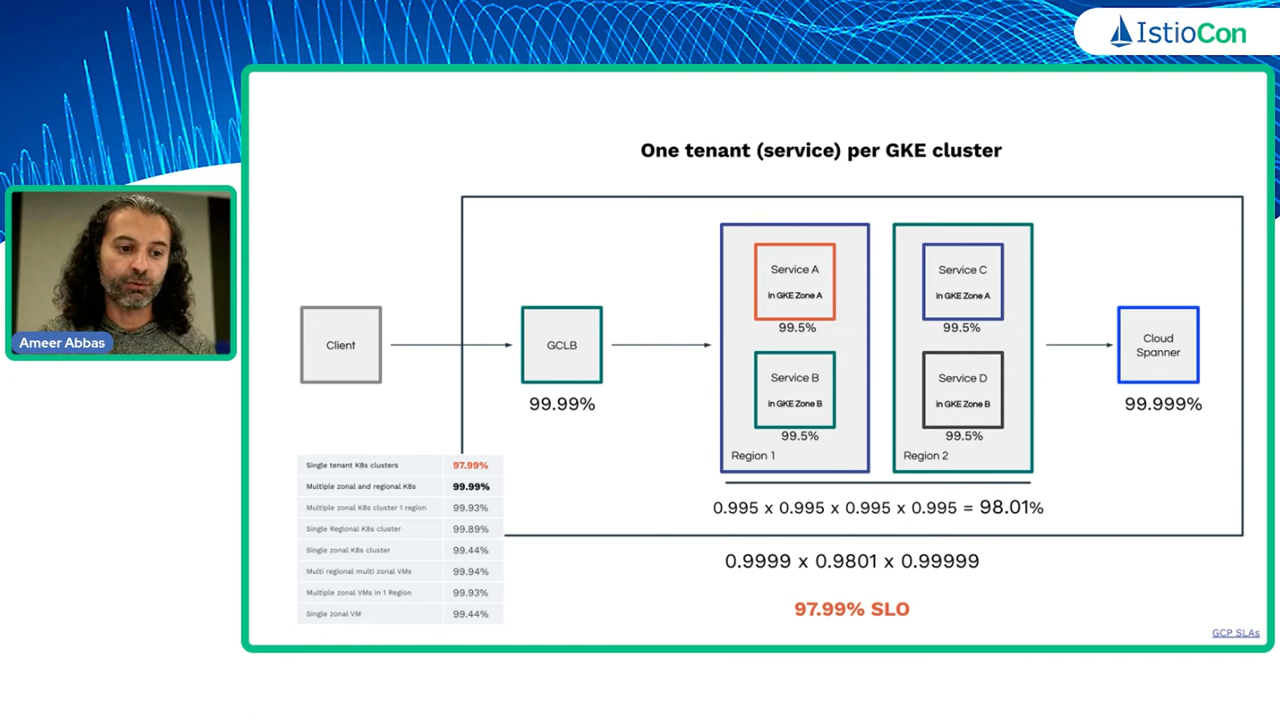 IstioCon
One tenant (service) per GKE cluster
Ameer Abbas
Client
GCLB
99.99%
Service A
in GKE Zone A
99.5%
Service B
in GKE Zone B
99.5%
Region 1
Service C
in GKE Zone A
99.5%
Service D
in GKE Zone B
99.5%
Region 2
Cloud
Spanner
99.999%
0.995 x 0.995 x 0.995 x 0.995 = 98.01%
0.9999 x 0.9801 x 0.99999
97.99% SLO
Single tenant K8s clusters 97.99%
Multiple zonal and regional K8s 99.99%
Multiple zonal K8s cluster 1 region 99.93%
Single Regional K8s cluster 99.89%
Single zonal K8s cluster 99.44%
Multi regional multi zonal VMs 99.94%
Multiple zonal VMs in 1 Region 99.93%
Single zonal VM 99.44%
GCP SLAs